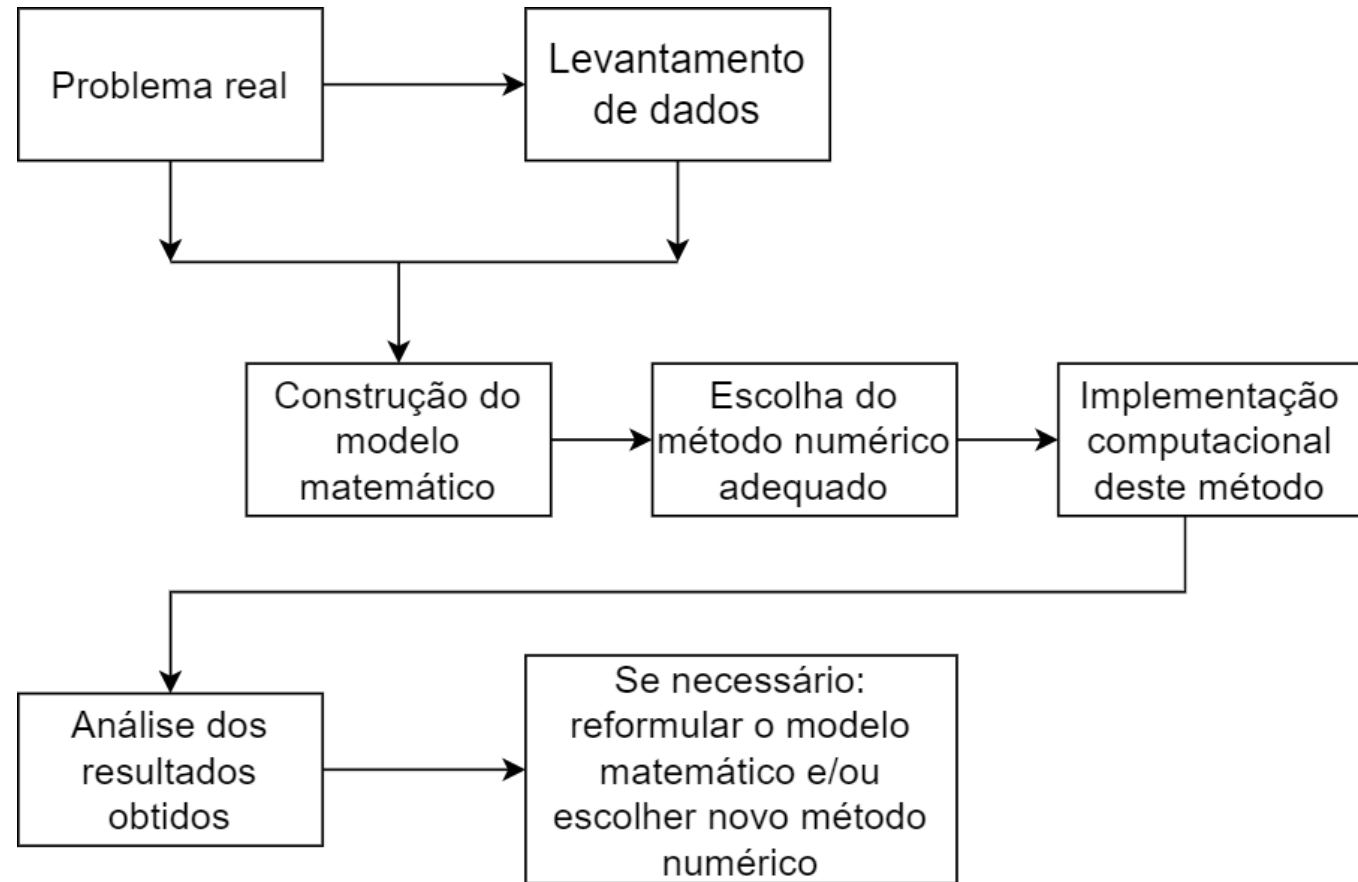 Problema real
Levantamento
de dados
Construção do
modelo
matemático
Escolha do
método numérico
adequado
Implementação
computacional
deste método
Análise dos
resultados
obtidos
Se necessário:
reformular o modelo
matemático e/ou
escolher novo método
numérico